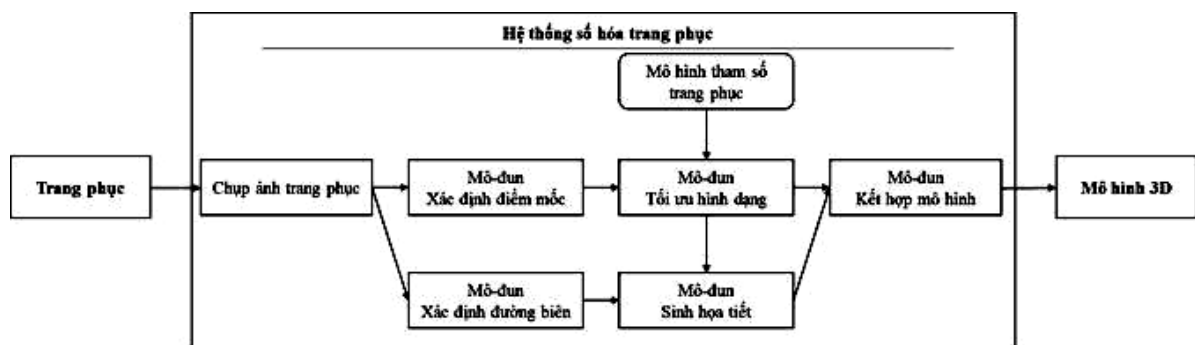 Hệ thống số hóa trang phục
Mô hình tham số
trang phục
Trang phục
Chụp ảnh trang phục
Mô-đun
Xác định điểm mốc
Mô-đun
Tối ưu hình dạng
Mô-đun
Kết hợp mô hình
Mô hình 3D
Mô-đun
Xác định đường biên
Mô-đun
Sinh họa tiết